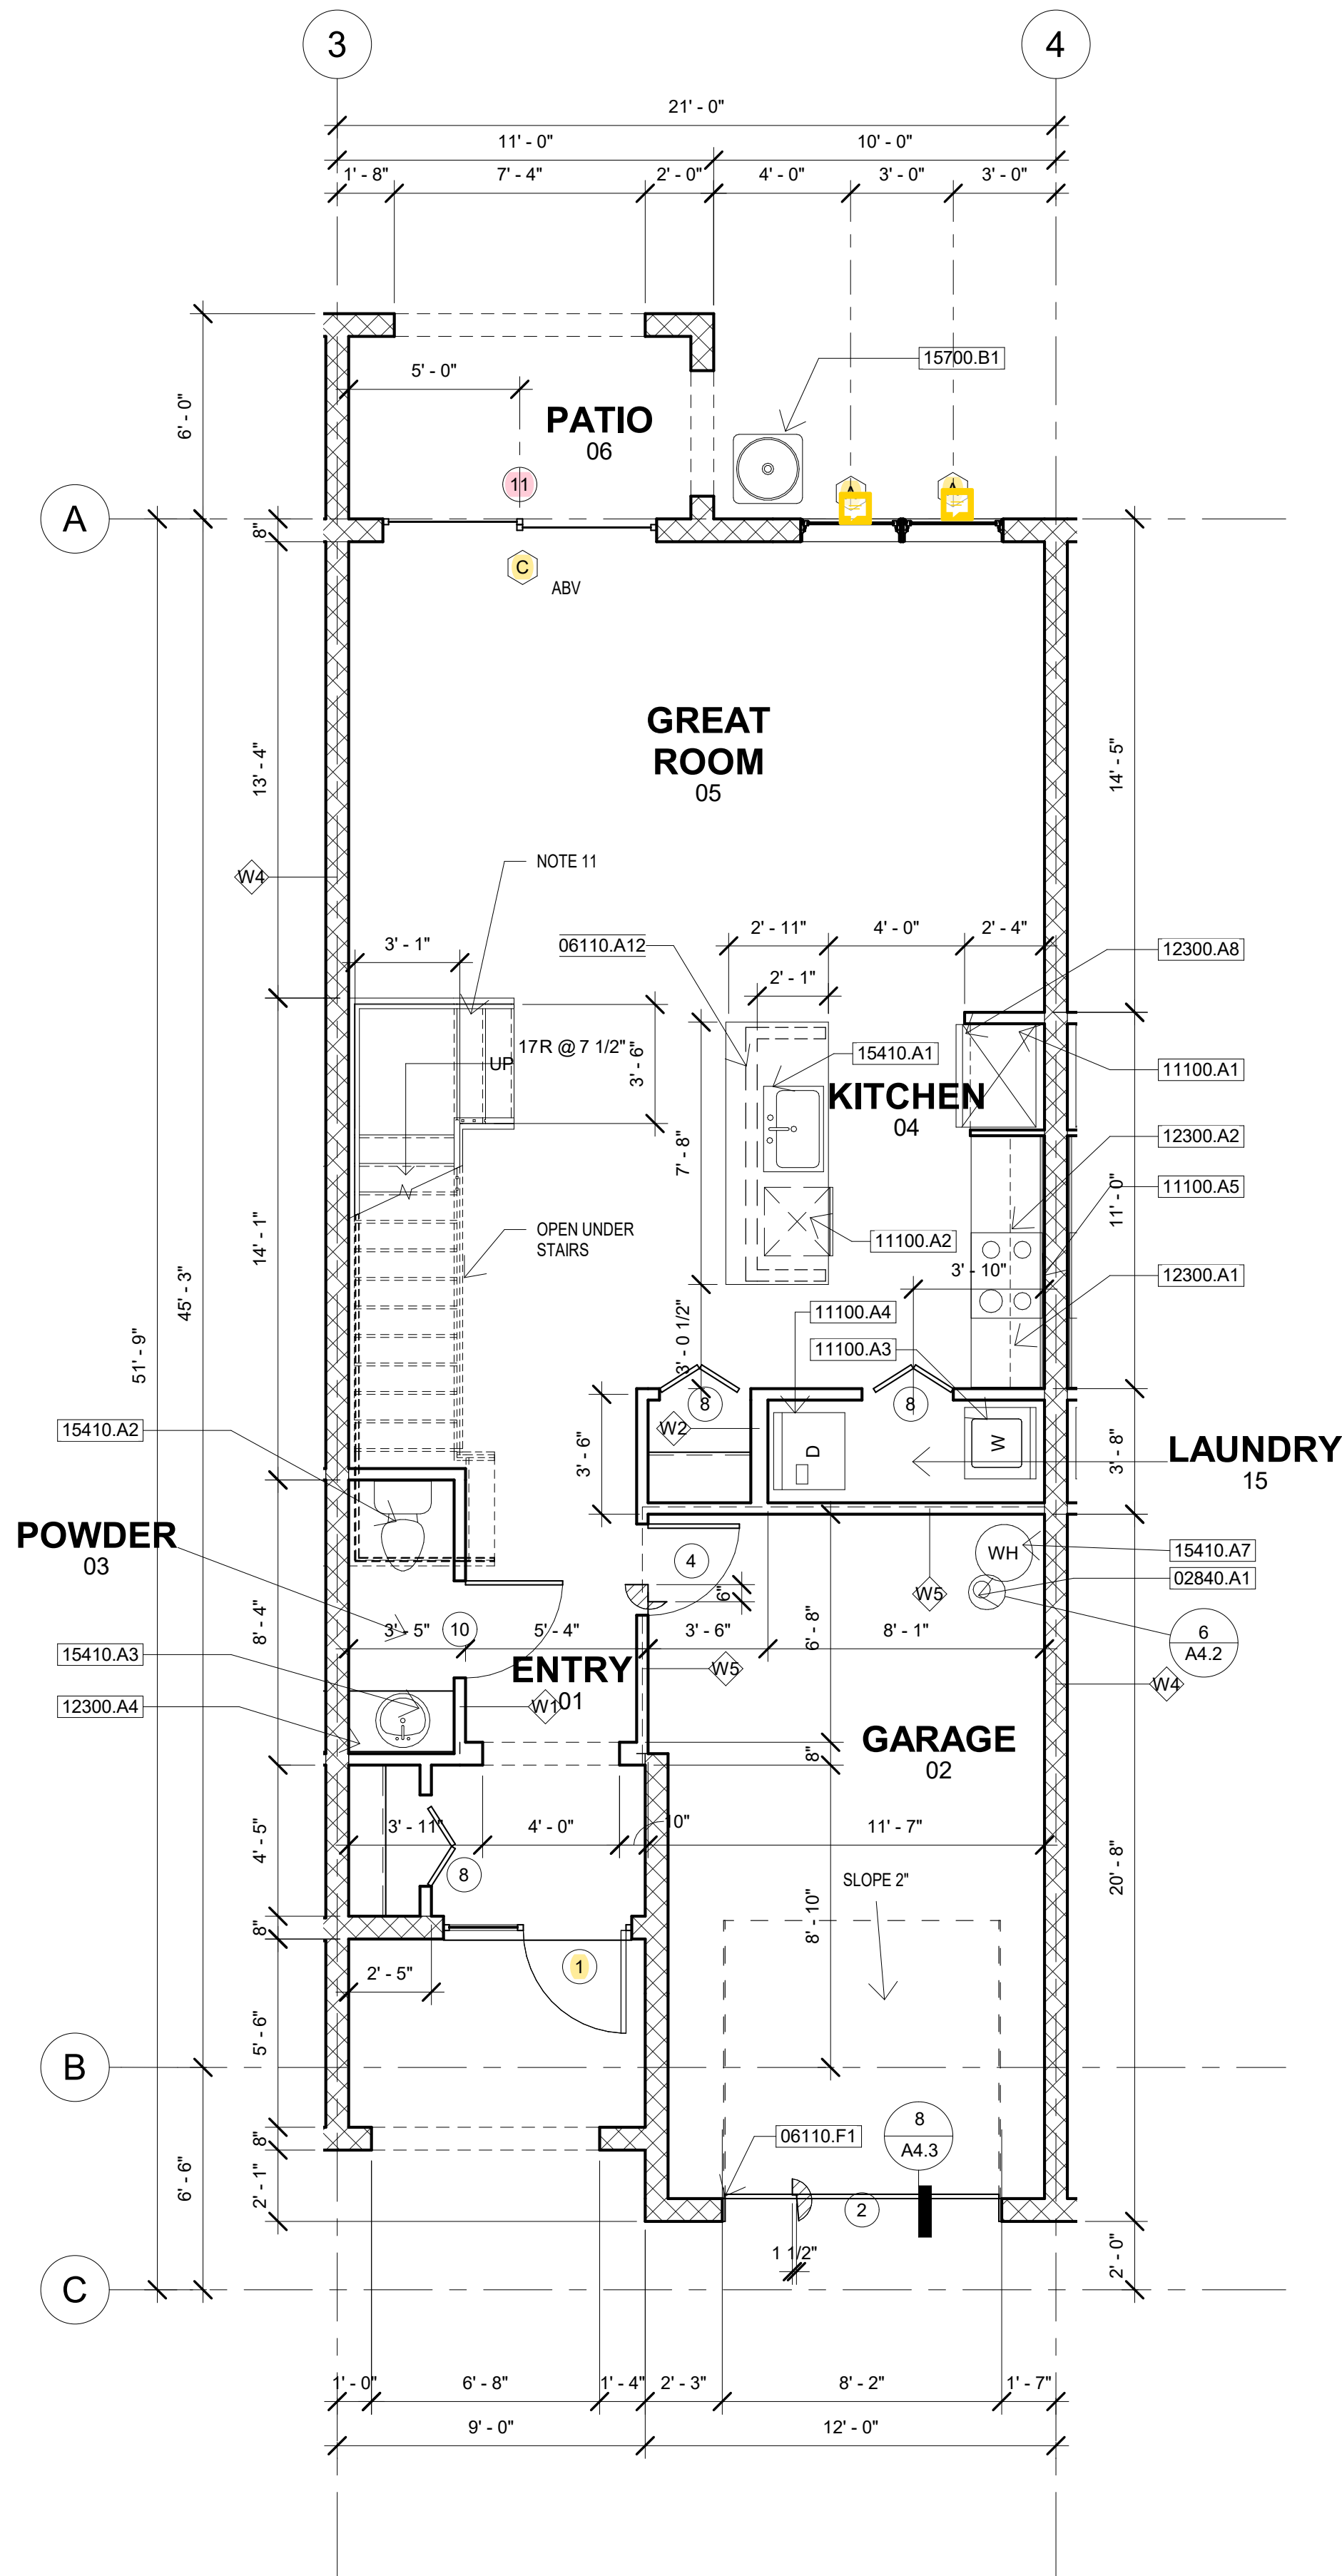 3
4
21' - 0"
11' - 0"
10' - 0"
1' - 8"
7' - 4"
2' - 0"
4' - 0"
3' - 0"
3' - 0"
15700.B1
6' - 0"
5' - 0"
PATIO
06
11
A
8"
C
ABV
GREAT
ROOM
05
13' - 4"
14' - 5"
W4
NOTE 11
3' - 1"
06110.A12
2' - 11"
4' - 0"
2' - 4"
12300.A8
2' - 1"
17R @ 7 1/2"
UP
3' - 6"
15410.A1
11100.A1
KITCHEN
04
12300.A2
7' - 8"
11100.A5
11' - 0"
OPEN UNDER
STAIRS
11100.A2
14' - 1"
45' - 3"
3' - 10"
12300.A1
11100.A4
11100.A3
3' - 0 1/2"
51' - 9"
8
8
15410.A2
W2
3' - 6"
D
W
LAUNDRY
15
3' - 8"
POWDER
03
4
WH
15410.A7
02840.A1
W5
6"
6
A4.2
8' - 4"
3' - 5"
10
5' - 4"
3' - 6"
6' - 8"
8' - 1"
15410.A3
ENTRY
01
W5
W4
12300.A4
W1
GARAGE
02
8"
4' - 5"
3' - 11"
4' - 0"
10"
11' - 7"
20' - 8"
8
SLOPE 2"
8' - 10"
8"
1
2' - 5"
5' - 6"
B
06110.F1
8
A4.3
8"
6' - 6"
2' - 1"
2
1 1/2"
2' - 0"
C
1' - 0"
6' - 8"
1' - 4"
2' - 3"
8' - 2"
1' - 7"
9' - 0"
12' - 0"